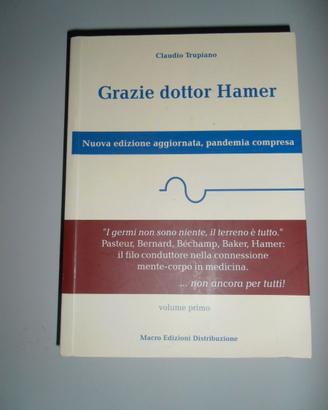 Claudio Trupiano
Grazie dottor Hamer
Nuova edizione aggiornata, pandemia compresa
"I germi non sono niente, il terreno è tutto."
Pasteur, Bernard, Béchamp, Baker, Hamer:
il filo conduttore nella connessione
mente-corpo in medicina.
... non ancora per tutti!
volume primo
Macro Edizioni Distribuzione